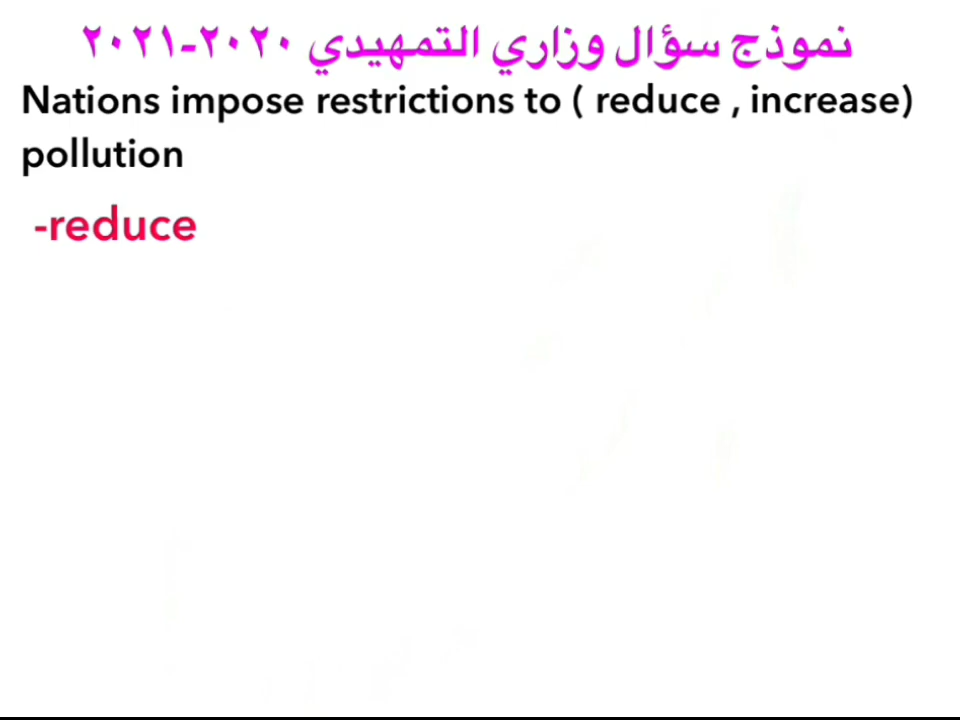 نموذج سؤال وزاري التمهيدي ٢٠٢٠-٢٠٢١
Nations impose restrictions to ( reduce , increase)
pollution
-reduce